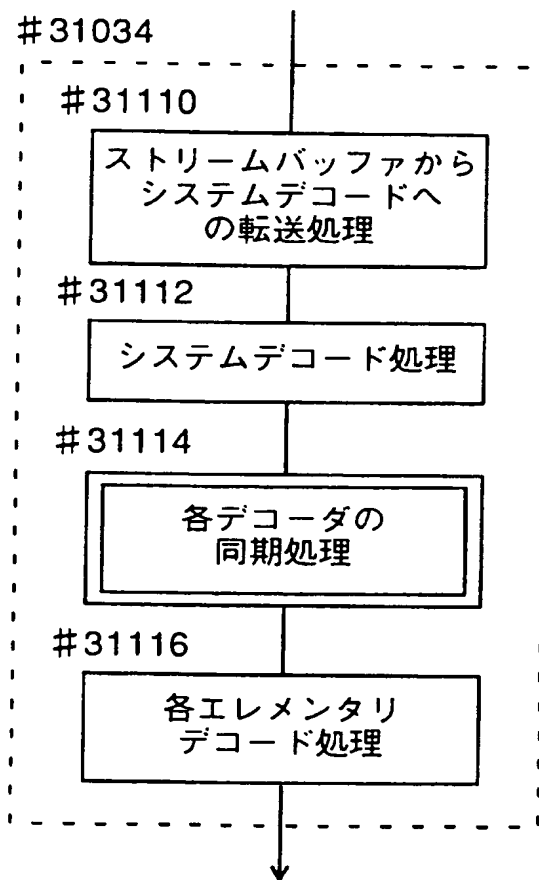 #31034
#31110
ストリームバッファから
システムデコードへ
の転送処理
#31112
システムデコード処理
#31114
各デコーダの
同期処理
#31116
各エレメンタリ
デコード処理